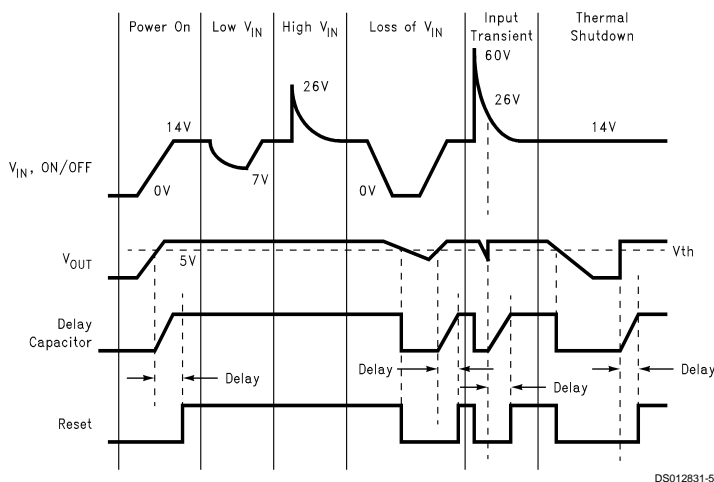 Power On
Low VIN
High VIN
Loss of VIN
Input
Transient
Thermal
Shutdown
60V
26V
26V
14V
14V
VIN, ON/OFF
0V
7V
0V
VOUT
5V
Vth
Delay
Capacitor
Delay
Delay
Delay
Delay
Reset
DS012831-5